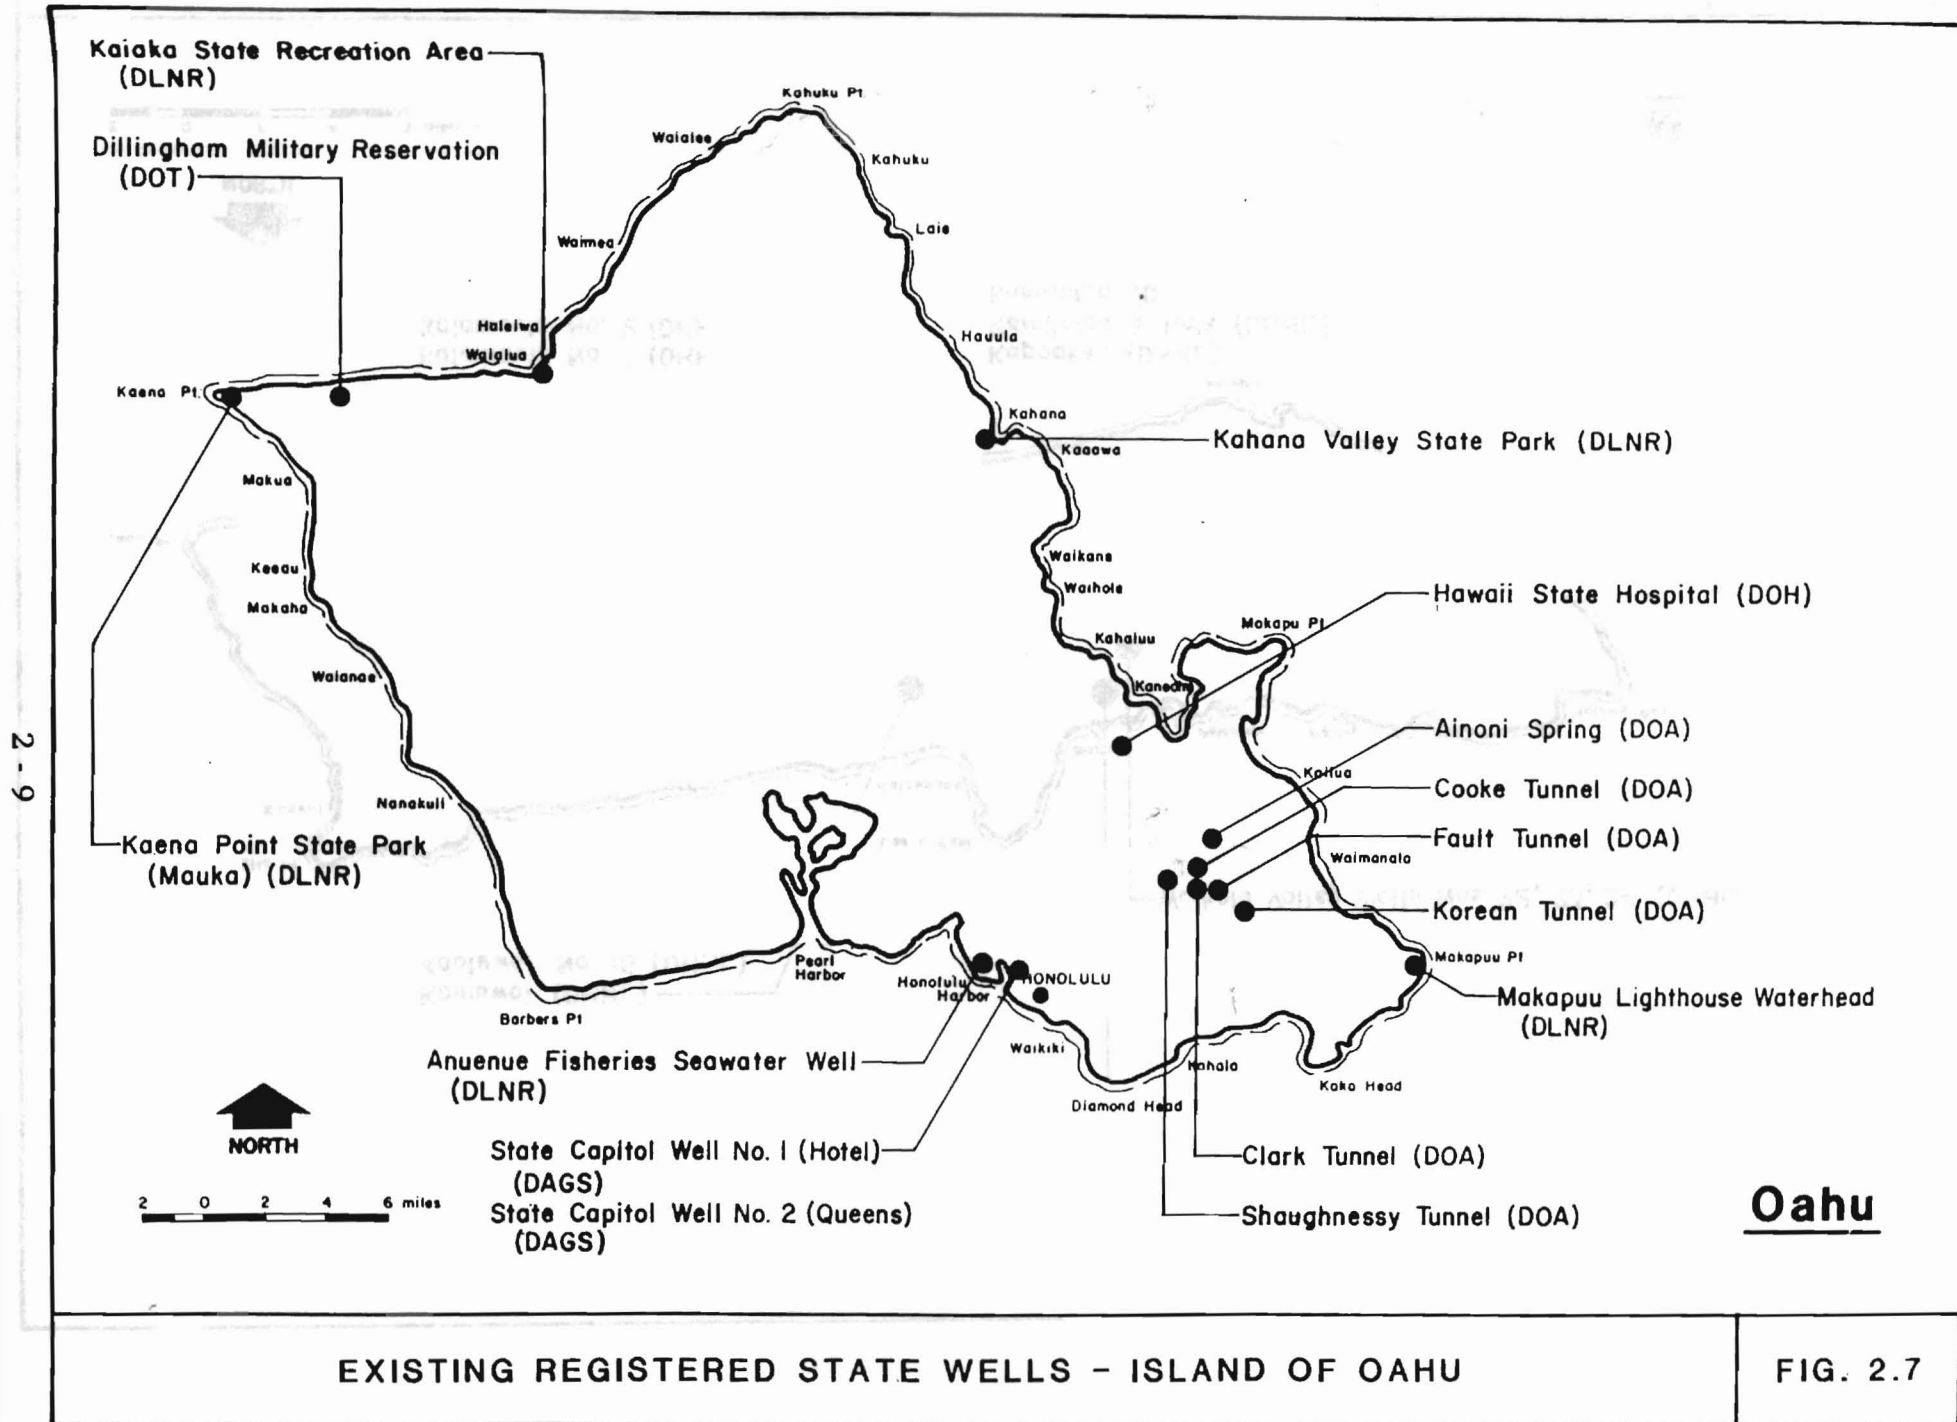 Kaiaka State Recreation Area
(DLNR)
Dillingham Military Reservation
(DOT)
Kahuku Pt.
Waialee
Kahuku
Laie
Waimea
Haleiwa
Waialua
Hauula
Kaena Pt.
Kahana
Kaaawa
Kahana Valley State Park (DLNR)
Makua
Waikane
Keeau
Waihole
Makaha
Hawaii State Hospital (DOH)
Makapu Pt
Kahaluu
Waianae
Kaneohe
Ainoni Spring (DOA)
Kailua
Nanakuli
Cooke Tunnel (DOA)
Kaena Point State Park
(Mauka) (DLNR)
Fault Tunnel (DOA)
Waimanalo
Korean Tunnel (DOA)
Pearl
Harbor
Makapuu Pt
Honolulu
Harbor
HONOLULU
Makapuu Lighthouse Waterhead
(DLNR)
Barbers Pt
Waikiki
Anuenue Fisheries Seawater Well
(DLNR)
Kahala
Koko Head
Diamond Head
NORTH
State Capitol Well No. 1 (Hotel)
(DAGS)
State Capitol Well No. 2 (Queens)
(DAGS)
Clark Tunnel (DOA)
Shaughnessy Tunnel (DOA)
2 0 2 4 6 miles
Oahu
2-9
EXISTING REGISTERED STATE WELLS - ISLAND OF OAHU
FIG. 2.7